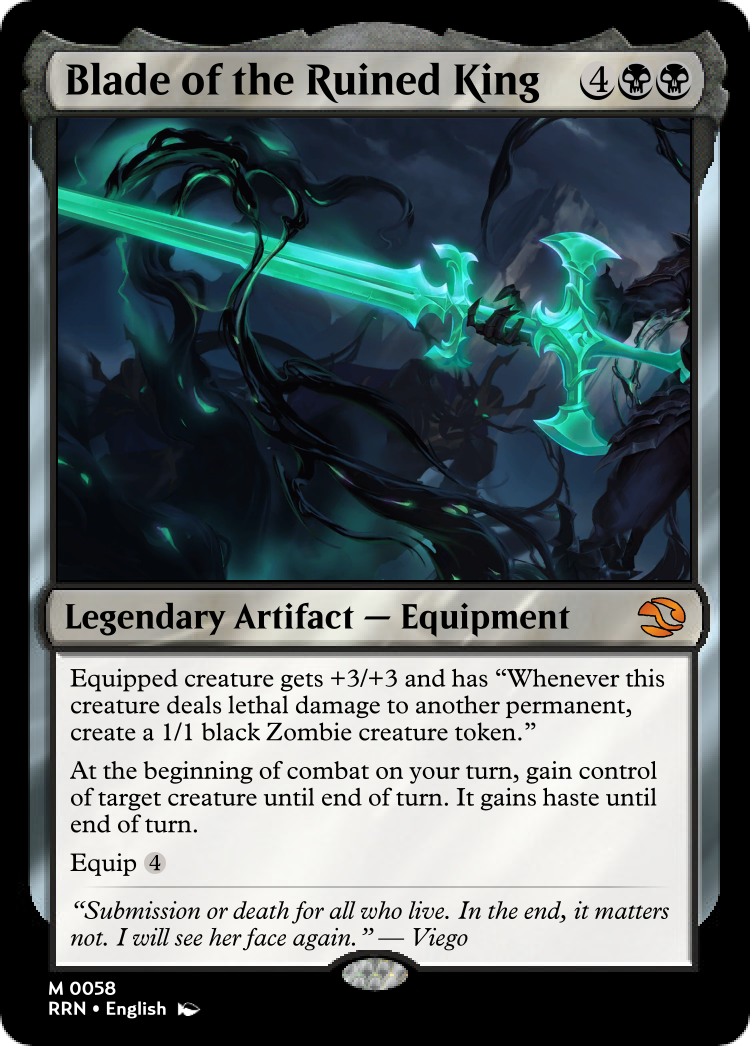 Blade of the Ruined King 4
Legendary Artifact — Equipment
Equipped creature gets +3/+3 and has “Whenever this
creature deals lethal damage to another permanent,
create a 1/1 black Zombie creature token.”
At the beginning of combat on your turn, gain control
of target creature until end of turn. It gains haste until
end of turn.
Equip 4
“Submission or death for all who live. In the end, it matters
not. I will see her face again.” — Viego
M 0058
RRN • English